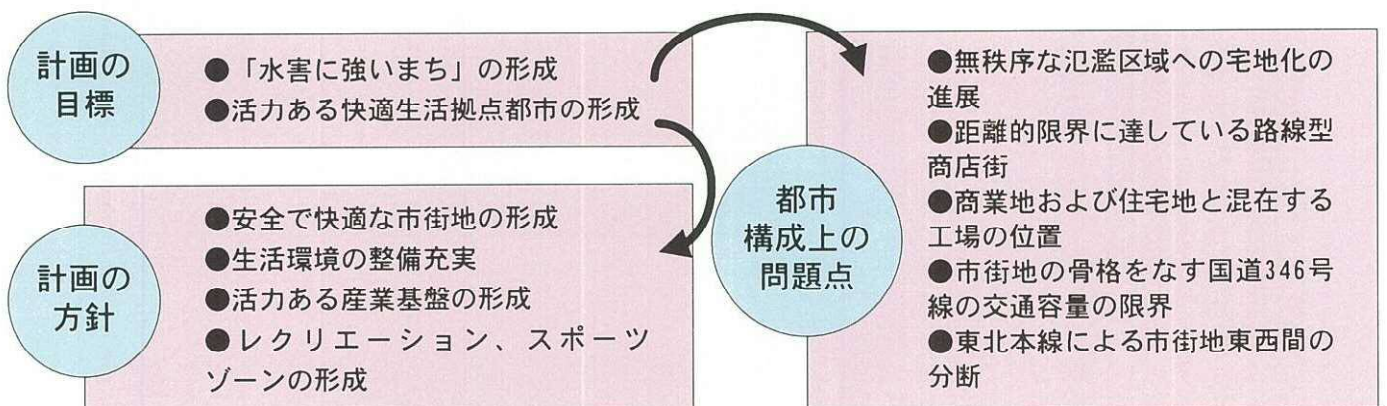 計画の
目標
●「水害に強いまち」の形成
●活力ある快適生活拠点都市の形成
計画の
方針
●安全で快適な市街地の形成
●生活環境の整備充実
●活力ある産業基盤の形成
●レクリエーション、スポーツ
ゾーンの形成
都市
構成上の
問題点
●無秩序な氾濫区域への宅地化の
進展
●距離的限界に達している路線型
商店街
●商業地および住宅地と混在する
工場の位置
●市街地の骨格をなす国道346号
線の交通容量の限界
●東北本線による市街地東西間の
分断